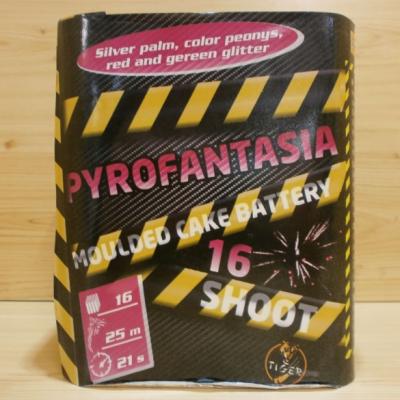 Silver palm, color peonys,
red and gereen glitter
PYROFANTASIA
MOULDED CAKE BATTERY
16
SHOOT
16
25 m
21 s
TIGER